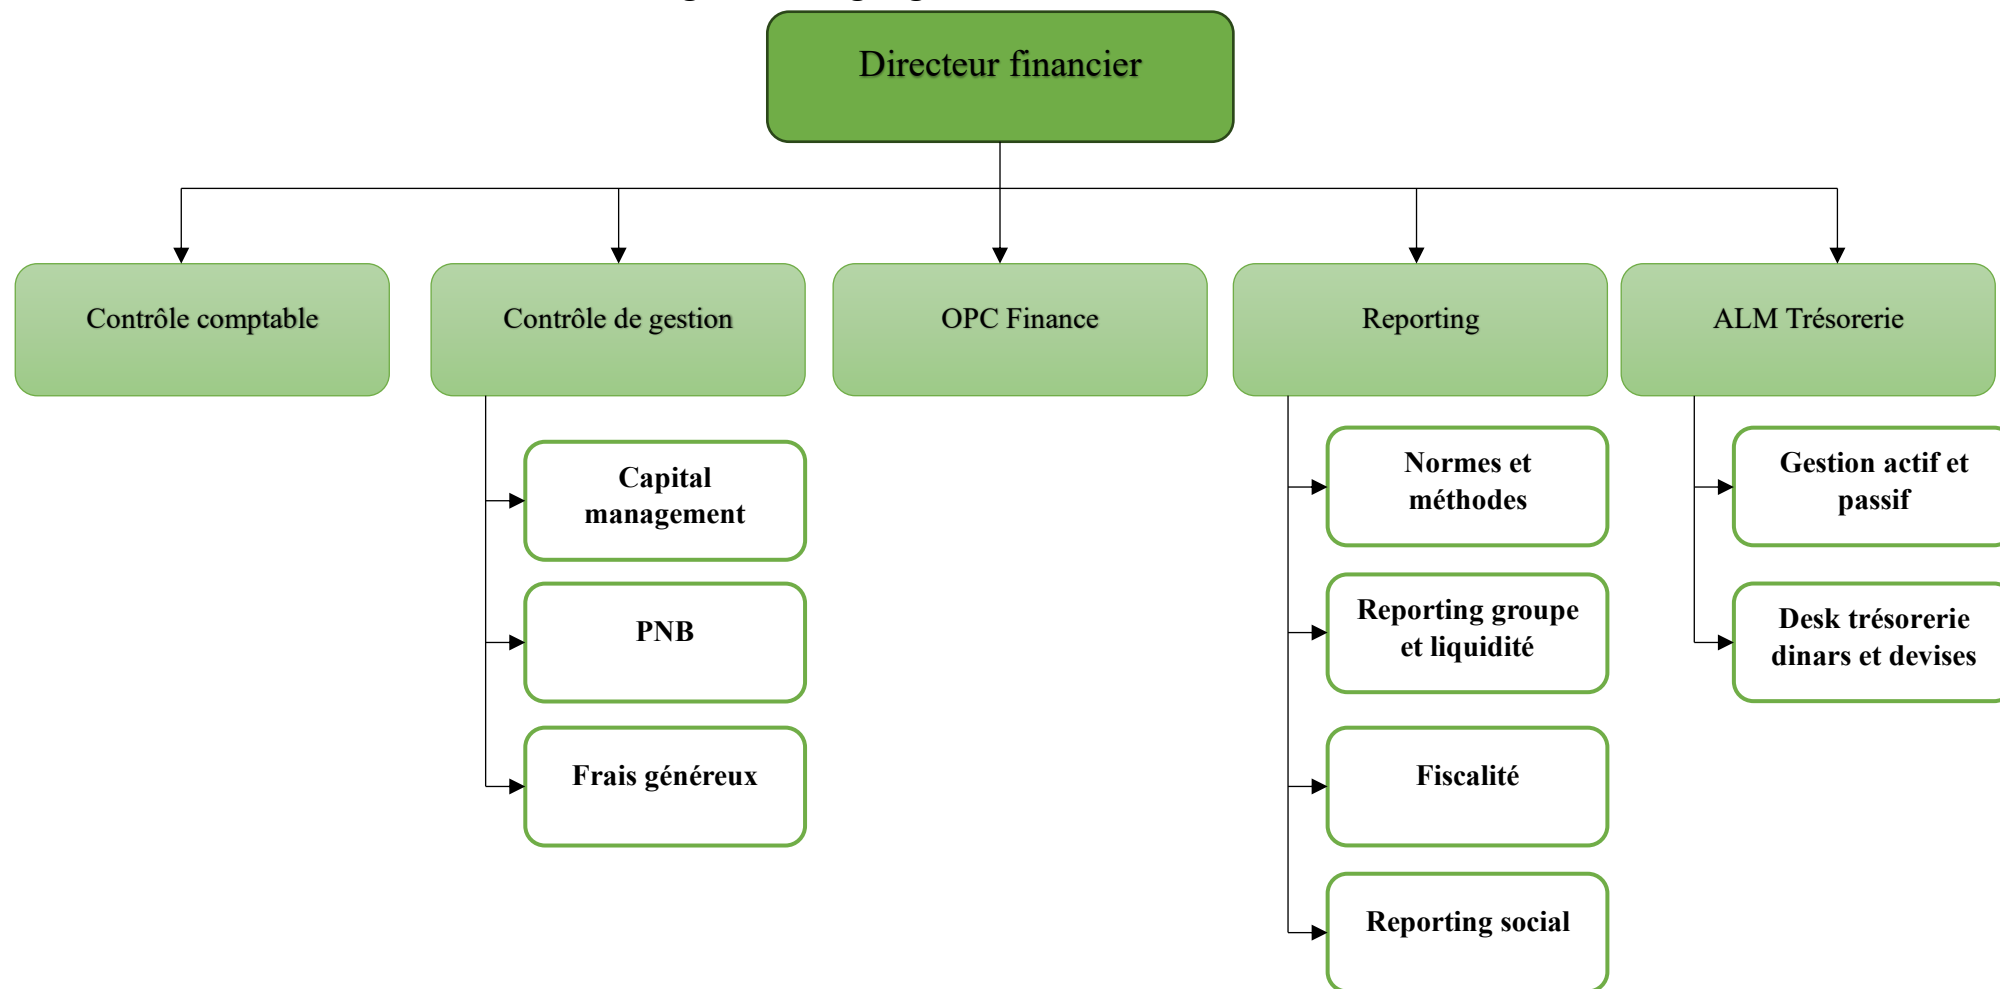 Directeur financier
Contrôle comptable
Contrôle de gestion
OPC Finance
Reporting
ALM Trésorerie
Capital
management
PNB
Frais généreux
Normes et
méthodes
Reporting groupe
et liquidité
Fiscalité
Reporting social
Gestion actif et
passif
Desk trésorerie
dinars et devises